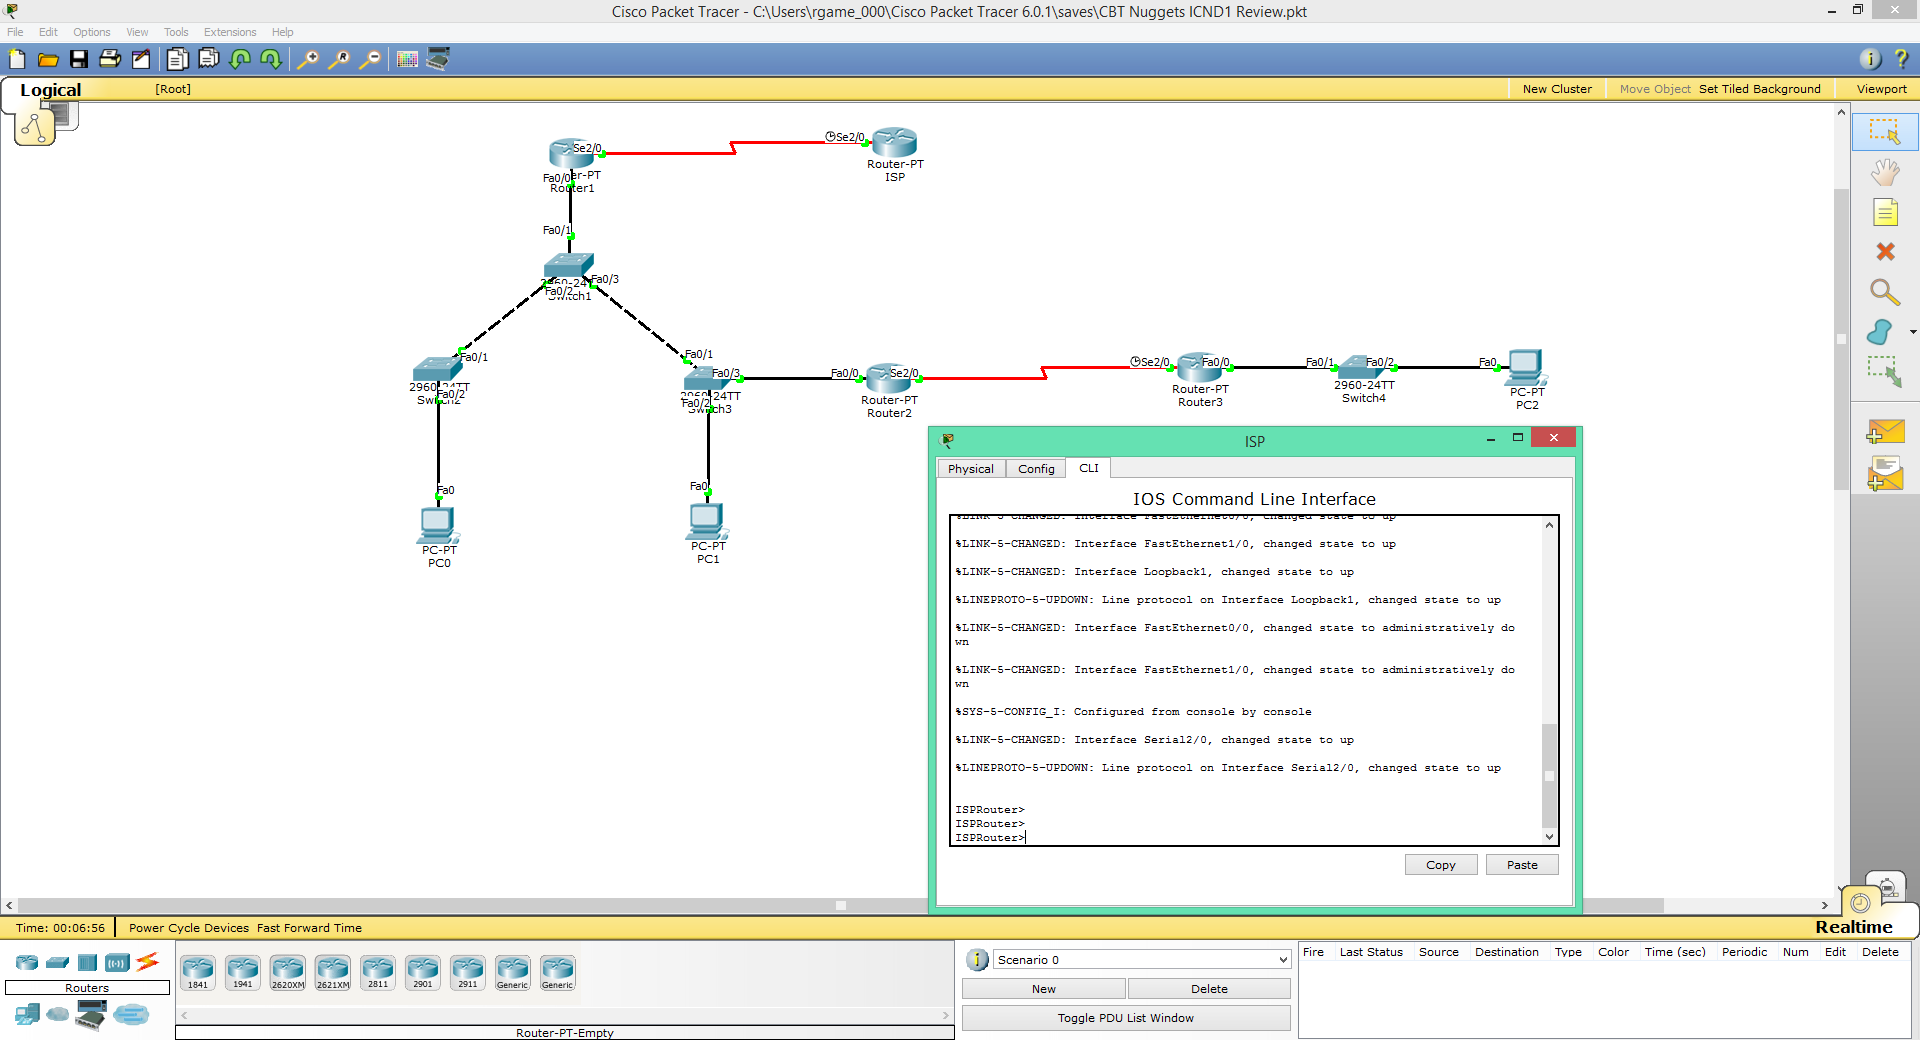 Cisco Packet Tracer - C:\Users\rgame_000\Cisco Packet Tracer 6.0.1\saves\CBT Nuggets ICND1 Review.pkt
File Edit Options View Tools Extensions Help
Logical [Root] New Cluster Move Object Set Tiled Background Viewport
Se2/0 Se2/0
Router-PT
ISP
Fa0/0 er-PT
Router1
Fa0/1
Fa0/3
2960-24TT
Fa0/2
Switch1
Fa0/1
2960-24TT
Fa0/2
Switch2
Fa0
PC-PT
PC0
Fa0/1
Fa0/3
2960-24TT
Fa0/2
Switch3
Fa0
PC-PT
PC1
Fa0/0 Se2/0
Router-PT
Router2
Se2/0 Fa0/0
Router-PT
Router3
Fa0/1 Fa0/2
2960-24TT
Switch4
Fa0
PC-PT
PC2
ISP
Physical Config CLI
IOS Command Line Interface
%LINK-5-CHANGED: Interface FastEthernet0/0, changed state to up
%LINK-5-CHANGED: Interface FastEthernet1/0, changed state to up
%LINK-5-CHANGED: Interface Loopback1, changed state to up
%LINEPROTO-5-UPDOWN: Line protocol on Interface Loopback1, changed state to up
%LINK-5-CHANGED: Interface FastEthernet0/0, changed state to administratively do
wn
%LINK-5-CHANGED: Interface FastEthernet1/0, changed state to administratively do
wn
%SYS-5-CONFIG_I: Configured from console by console
%LINK-5-CHANGED: Interface Serial2/0, changed state to up
%LINEPROTO-5-UPDOWN: Line protocol on Interface Serial2/0, changed state to up
ISPRouter>
ISPRouter>
ISPRouter>
Copy Paste
Time: 00:06:56 Power Cycle Devices Fast Forward Time Realtime
Routers
1841 1941 2620XM 2621XM 2811 2901 2911 Generic Generic
Router-PT-Empty
Scenario 0
New Delete
Toggle PDU List Window
Fire Last Status Source Destination Type Color Time (sec) Periodic Num Edit Delete